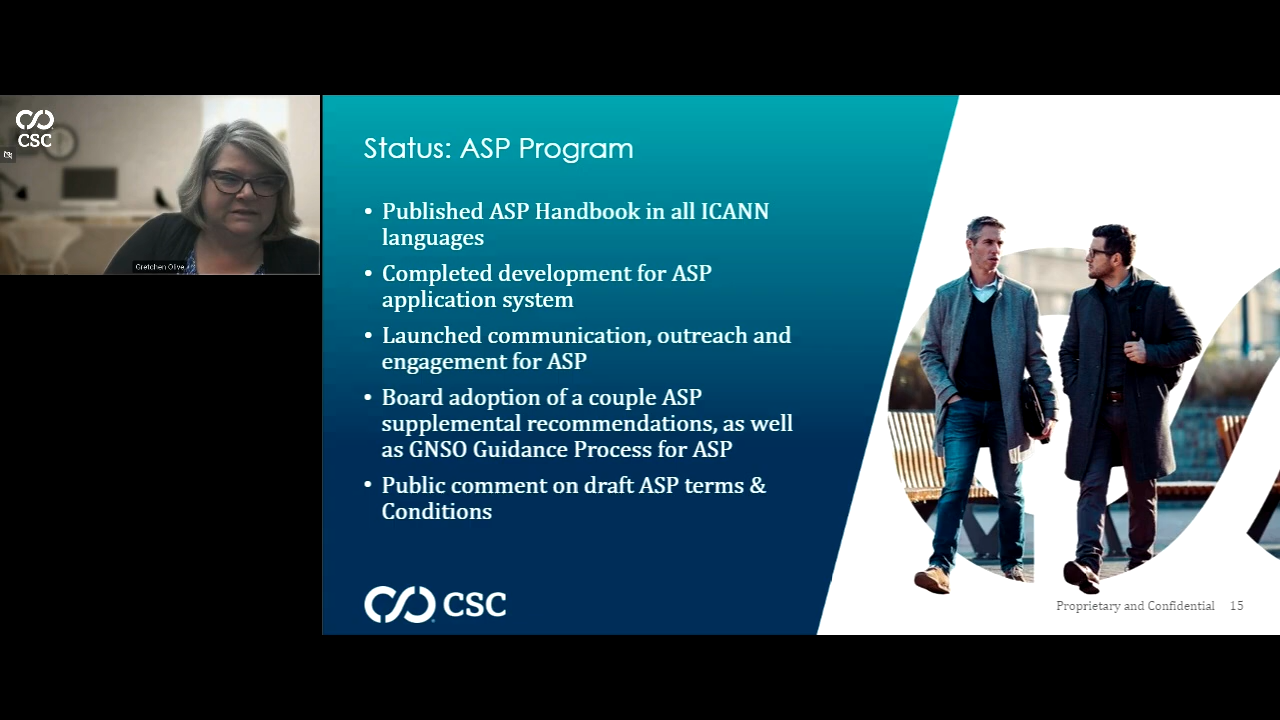 CSC
Gretchen Olive
Status: ASP Program
• Published ASP Handbook in all ICANN
languages
• Completed development for ASP
application system
• Launched communication, outreach and
engagement for ASP
• Board adoption of a couple ASP
supplemental recommendations, as well
as GNSO Guidance Process for ASP
• Public comment on draft ASP terms &
Conditions
CSC
Proprietary and Confidential 15